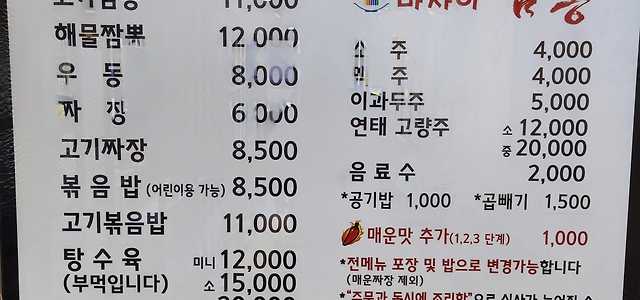 해물짬뽀 12,000
우 동 8,000
짜 장 6,000
고기짜장 8,500
볶음밥 (어린이용 가능) 8,500
고기볶음밥 11,000
탕수육 미니 12,000
(부먹입니다) 소 15,000
소 주 4,000
맥 주 4,000
이과두주 5,000
연태 고량주 소 12,000
중 20,000
음료수 2,000
*공기밥 1,000 *곱빼기 1,500
매운맛 추가(1,2,3 단계) 1,000
*전메뉴 포장 및 밥으로 변경가능합니다
(매운짜장 제외)
*"주문과 동시에 조리함"으로